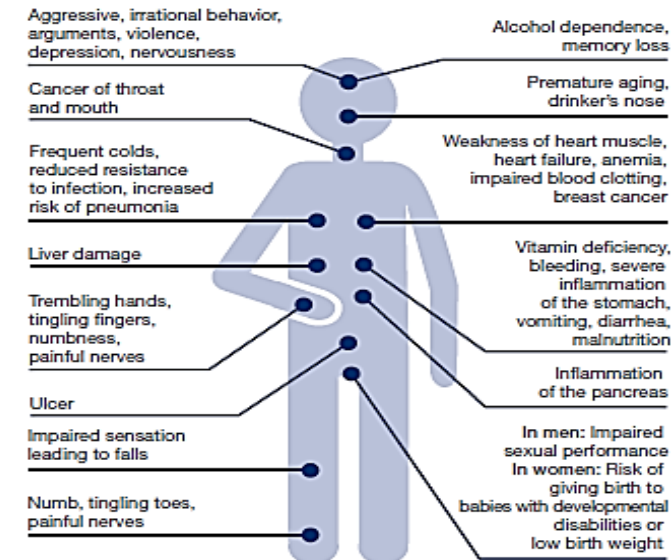 Aggressive, irrational behavior,
arguments, violence,
depression, nervousness
Cancer of throat
and mouth
Frequent colds,
reduced resistance
to infection, increased
risk of pneumonia
Liver damage
Trembling hands,
tingling fingers,
numbness,
painful nerves
Ulcer
Impaired sensation
leading to falls
Numb, tingling toes,
painful nerves
Alcohol dependence,
memory loss
Premature aging,
drinker's nose
Weakness of heart muscle,
heart failure, anemia,
impaired blood clotting,
breast cancer
Vitamin deficiency,
bleeding, severe
inflammation
of the stomach,
vomiting, diarrhea,
malnutrition
Inflammation
of the pancreas
In men: Impaired
sexual performance
In women: Risk of
giving birth to
babies with developmental
disabilities or
low birth weight